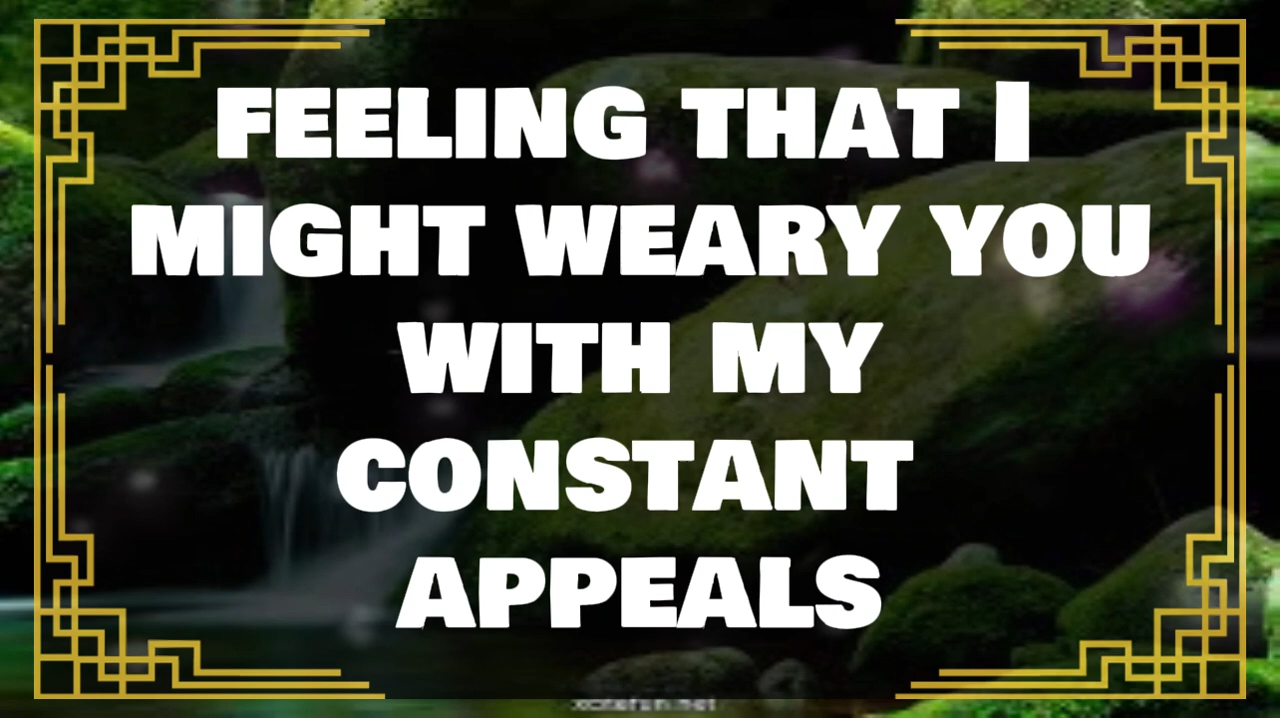 FEELING THAT I
MIGHT WEARY YOU
WITH MY
CONSTANT
APPEALS